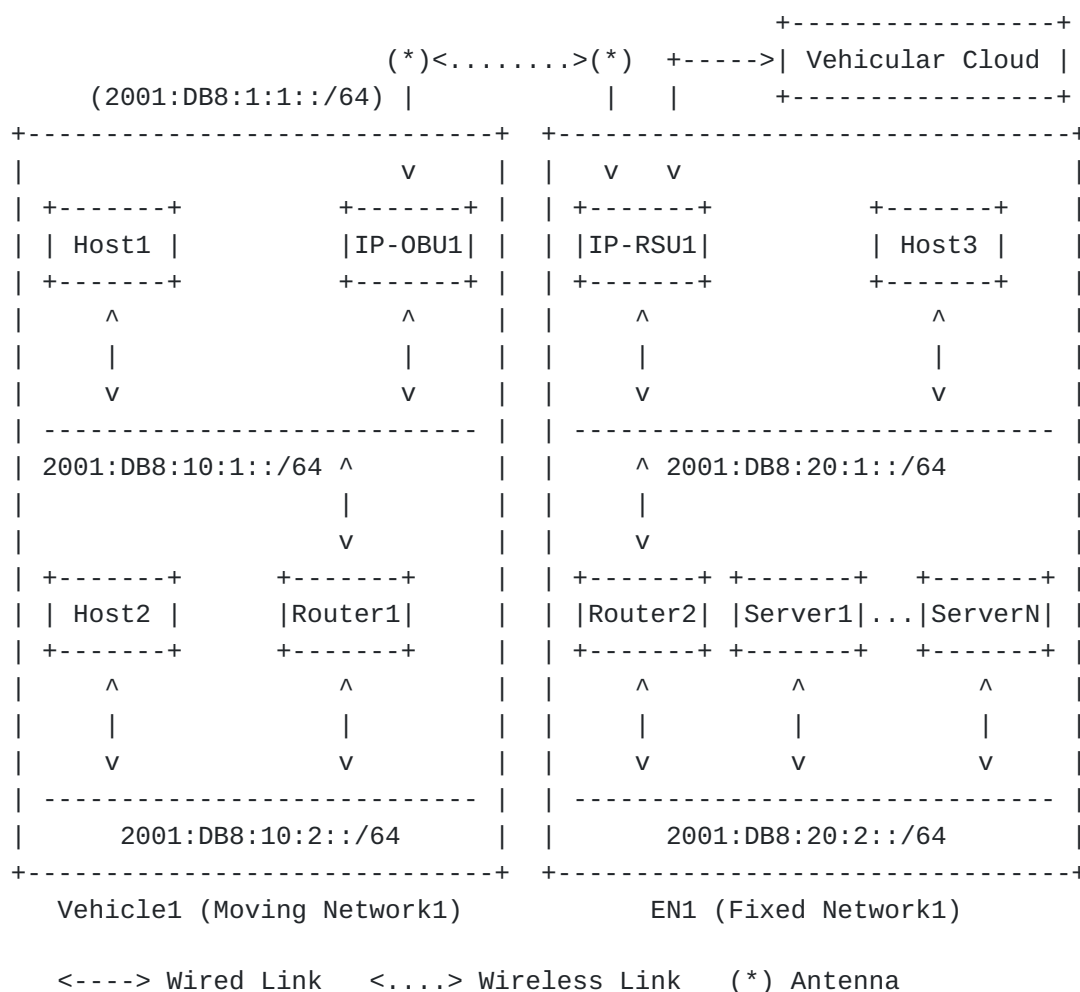 +-----------------+
                        (*)<........>(*)  +----->| Vehicular Cloud |
     (2001:DB8:1:1::/64) |            |   |      +-----------------+
+------------------------------+  +---------------------------------+
|                        v     |  |   v   v                         |
| +-------+          +-------+ |  | +-------+          +-------+    |
| | Host1 |          |IP-OBU1| |  | |IP-RSU1|          | Host3 |    |
| +-------+          +-------+ |  | +-------+          +-------+    |
|     ^                  ^     |  |     ^                  ^        |
|     |                  |     |  |     |                  |        |
|     v                  v     |  |     v                  v        |
| ---------------------------- |  | ------------------------------- |
| 2001:DB8:10:1::/64 ^         |  |     ^ 2001:DB8:20:1::/64        |
|                    |         |  |     |                           |
|                    v         |  |     v                           |
| +-------+      +-------+     |  | +-------+ +-------+   +-------+ |
| | Host2 |      |Router1|     |  | |Router2| |Server1|...|ServerN| |
| +-------+      +-------+     |  | +-------+ +-------+   +-------+ |
|     ^              ^         |  |     ^         ^           ^     |
|     |              |         |  |     |         |           |     |
|     v              v         |  |     v         v           v     |
| ---------------------------- |  | ------------------------------- |
|      2001:DB8:10:2::/64      |  |       2001:DB8:20:2::/64        |
+------------------------------+  +---------------------------------+
   Vehicle1 (Moving Network1)            EN1 (Fixed Network1)

   <----> Wired Link   <....> Wireless Link   (*) Antenna